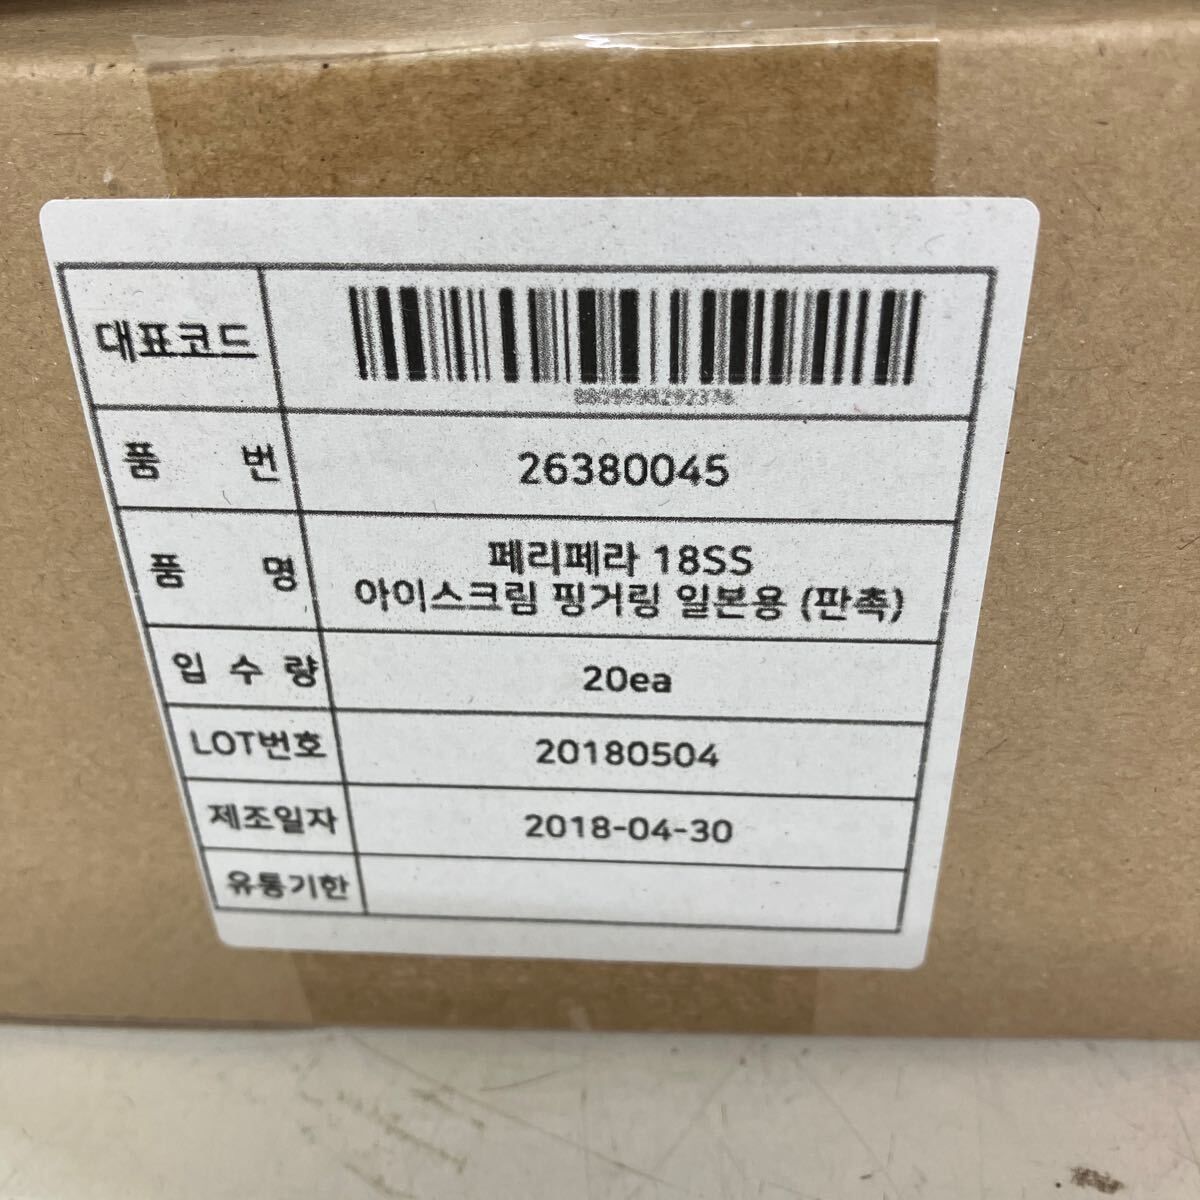 대표코드
품 번 26380045
품 명 페리페라 18SS
아이스크림 핑거링 일본용 (판촉)
입 수 량 20ea
LOT번호 20180504
제조일자 2018-04-30
유통기한